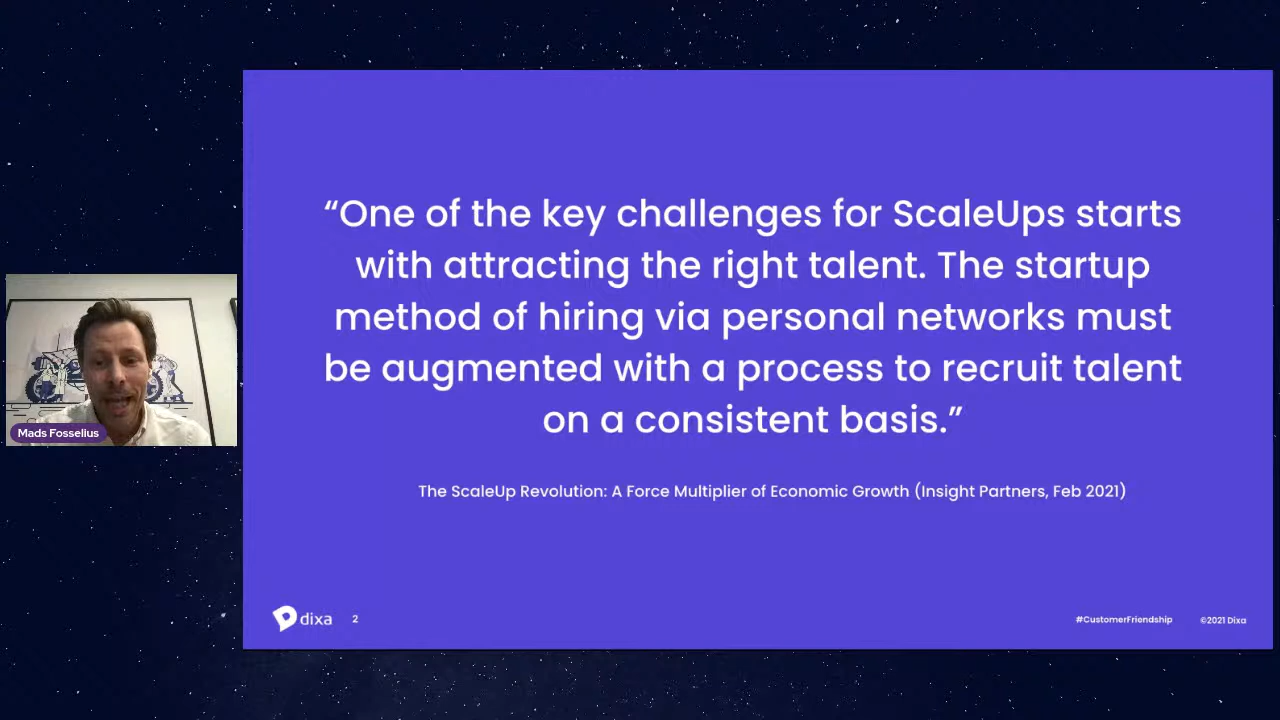 “One of the key challenges for ScaleUps starts
with attracting the right talent. The startup
method of hiring via personal networks must
be augmented with a process to recruit talent
on a consistent basis.”
The ScaleUp Revolution: A Force Multiplier of Economic Growth (Insight Partners, Feb 2021)
Mads Fosselius
dixa 2 #CustomerFriendship ©2021 Dixa